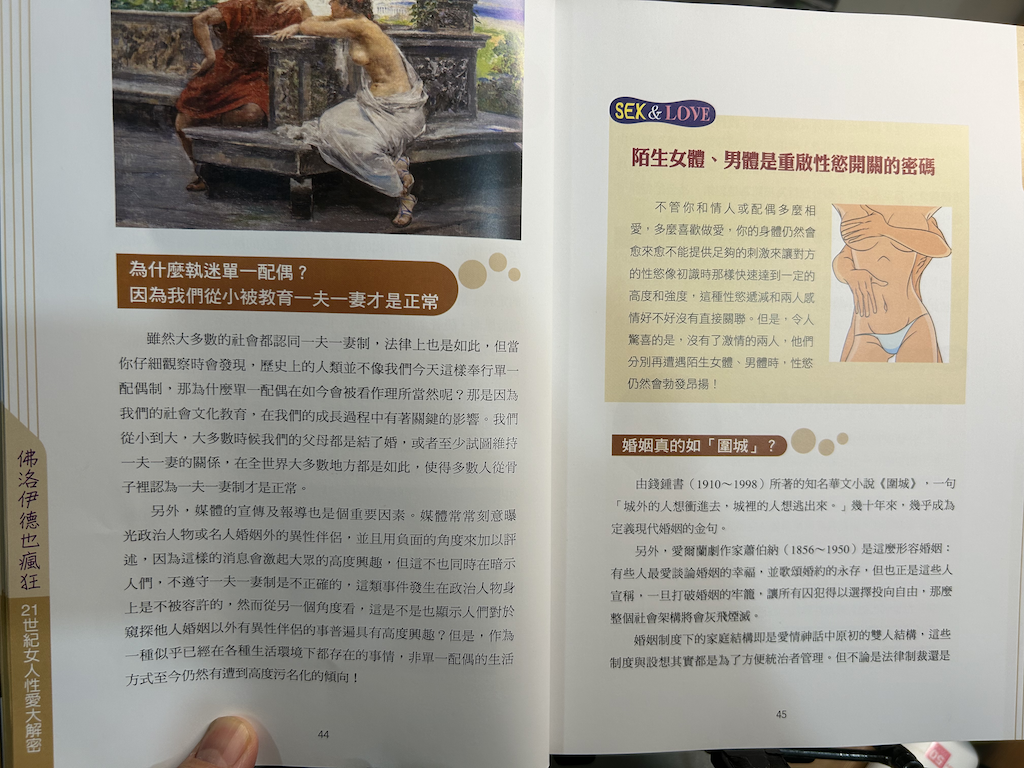 為什麼執迷單一配偶？
因為我們從小被教育一夫一妻才是正常
雖然大多數的社會都認同一夫一妻制，法律上也是如此，但當
你仔細觀察時會發現，歷史上的人類並不像我們今天這樣奉行單一
配偶制，那為什麼單一配偶在如今會被看作理所當然呢？那是因為
我們的社會文化教育，在我們的成長過程中有著關鍵的影響。我們
從小到大，大多數時候我們的父母都是結了婚，或者至少試圖維持
一夫一妻的關係，在全世界大多數地方都是如此，使得多數人從骨
子裡認為一夫一妻制才是正常。
另外，媒體的宣傳及報導也是個重要因素。媒體常常刻意曝
光政治人物或名人婚姻外的異性伴侶，並且用負面的角度來加以評
述，因為這樣的消息會激起大眾的高度興趣，但這不也同時在暗示
人們，不遵守一夫一妻制是不正確的，這類事件發生在政治人物身
上是不被容許的，然而從另一個角度看，這是不是也顯示人們對於
窺探他人婚姻以外有異性伴侶的事普遍具有高度興趣？但是，作為
一種似乎已經在各種生活環境下都存在的事情，非單一配偶的生活
方式至今仍然有遭到高度污名化的傾向！
44
佛洛伊德也瘋狂
21世紀女人性愛大解密
SEX & LOVE
陌生女體、男體是重啟性慾開關的密碼
不管你和情人或配偶多麼相
愛，多麼喜歡做愛，你的身體仍然會
愈來愈不能提供足夠的刺激來讓對方
的性慾像初識時那樣快速達到一定的
高度和強度，這種性慾遞減和兩人感
情好不好沒有直接關聯。但是，令人
驚喜的是，沒有了激情的兩人，他們
分別再遭遇陌生女體、男體時，性慾
仍然會勃發昂揚！
婚姻真的如「圍城」？
由錢鍾書（1910～1998）所著的知名華文小說《圍城》，一句
「城外的人想衝進去，城裡的人想逃出來。」幾十年來，幾乎成為
定義現代婚姻的金句。
另外，愛爾蘭劇作家蕭伯納（1856～1950）是這麼形容婚姻：
有些人最愛談論婚姻的幸福，並歌頌婚約的永存，但也正是這些人
宣稱，一旦打破婚姻的牢籠，讓所有囚犯得以選擇投向自由，那麼
整個社會架構將會灰飛煙滅。
婚姻制度下的家庭結構即是愛情神話中原初的雙人結構，這些
制度與設想其實都是為了方便統治者管理。但不論是法律制裁還是
45